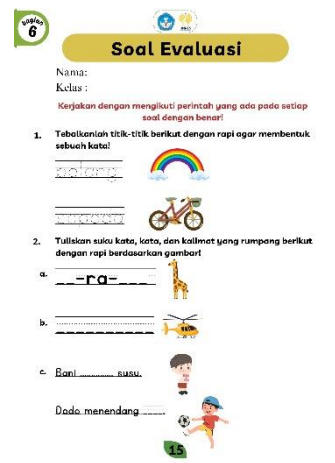 Bagian
6
Soal Evaluasi
Nama:
Kelas :
Kerjakan dengan mengikuti perintah yang ada pada setiap
soal dengan benar!
1. Tebalkanlah titik-titik berikut dengan rapi agar membentuk
sebuah kata!
pelangi
2. Tuliskan suku kata, kata, dan kalimat yang rumpang berikut
dengan rapi berdasarkan gambar!
a. __-ra-___
b.
c. Bani ........... susu.
Dodo menendang .......
15